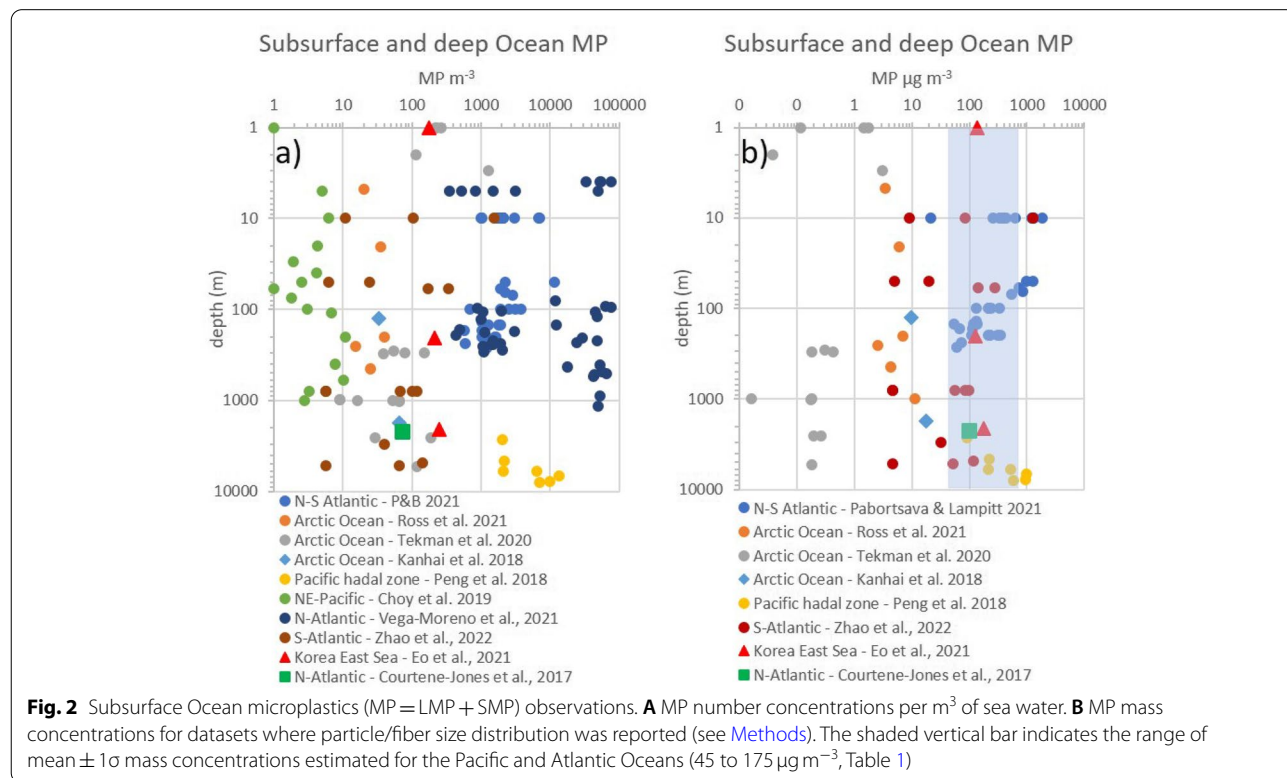 Subsurface and deep Ocean MP
MP m-3
1 10 100 1000 10000 100000
1
10
100
1000
10000
depth (m)
a)
N-S Atlantic - P&B 2021
Arctic Ocean - Ross et al. 2021
Arctic Ocean - Tekman et al. 2020
Arctic Ocean - Kanhai et al. 2018
Pacific hadal zone - Peng et al. 2018
NE-Pacific - Choy et al. 2019
N-Atlantic - Vega-Moreno et al., 2021
S-Atlantic - Zhao et al., 2022
Korea East Sea - Eo et al., 2021
N-Atlantic - Courtene-Jones et al., 2017
Subsurface and deep Ocean MP
MP µg m-3
0 0 1 10 100 1000 10000
1
10
100
1000
10000
depth (m)
b)
N-S Atlantic - Pabortsava & Lampitt 2021
Arctic Ocean - Ross et al. 2021
Arctic Ocean - Tekman et al. 2020
Arctic Ocean - Kanhai et al. 2018
Pacific hadal zone - Peng et al. 2018
S-Atlantic - Zhao et al., 2022
Korea East Sea - Eo et al., 2021
N-Atlantic - Courtene-Jones et al., 2017
Fig. 2 Subsurface Ocean microplastics (MP = LMP + SMP) observations. A MP number concentrations per m3 of sea water. B MP mass
concentrations for datasets where particle/fiber size distribution was reported (see Methods). The shaded vertical bar indicates the range of
mean ± 1σ mass concentrations estimated for the Pacific and Atlantic Oceans (45 to 175 µg m−3, Table 1)